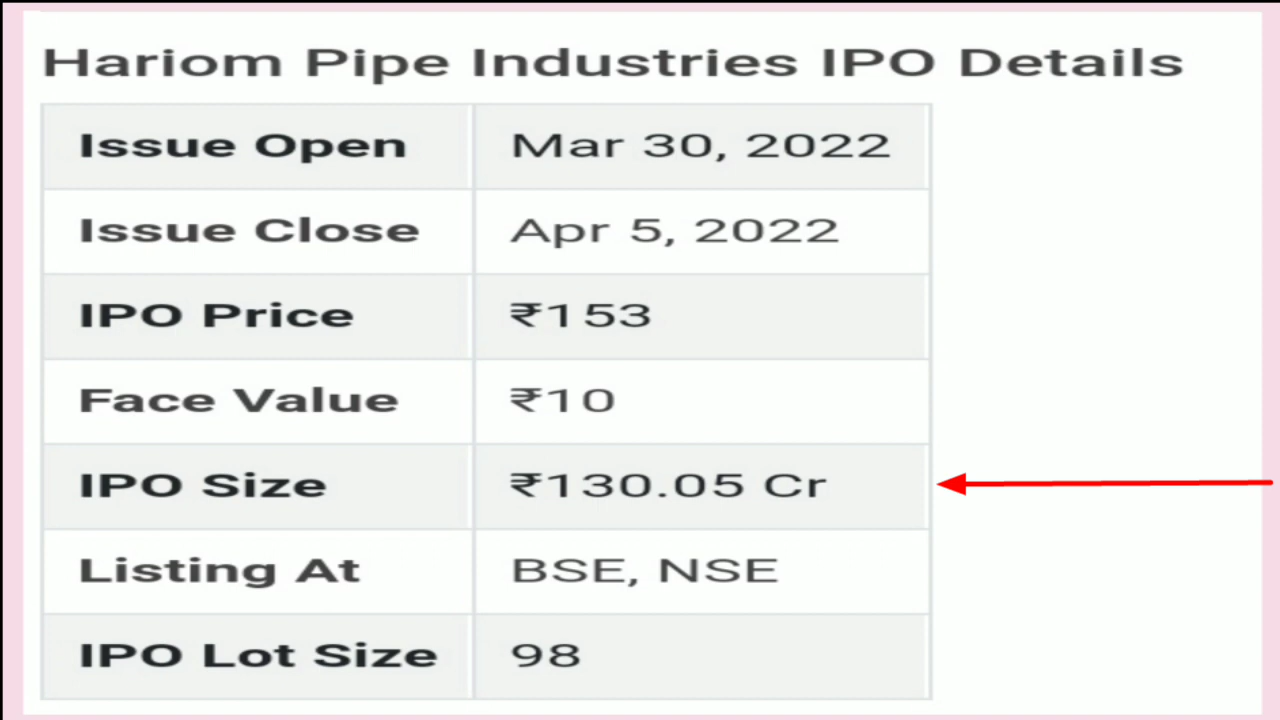 Hariom Pipe Industries IPO Details
Issue Open Mar 30, 2022
Issue Close Apr 5, 2022
IPO Price ₹153
Face Value ₹10
IPO Size ₹130.05 Cr
Listing At BSE, NSE
IPO Lot Size 98